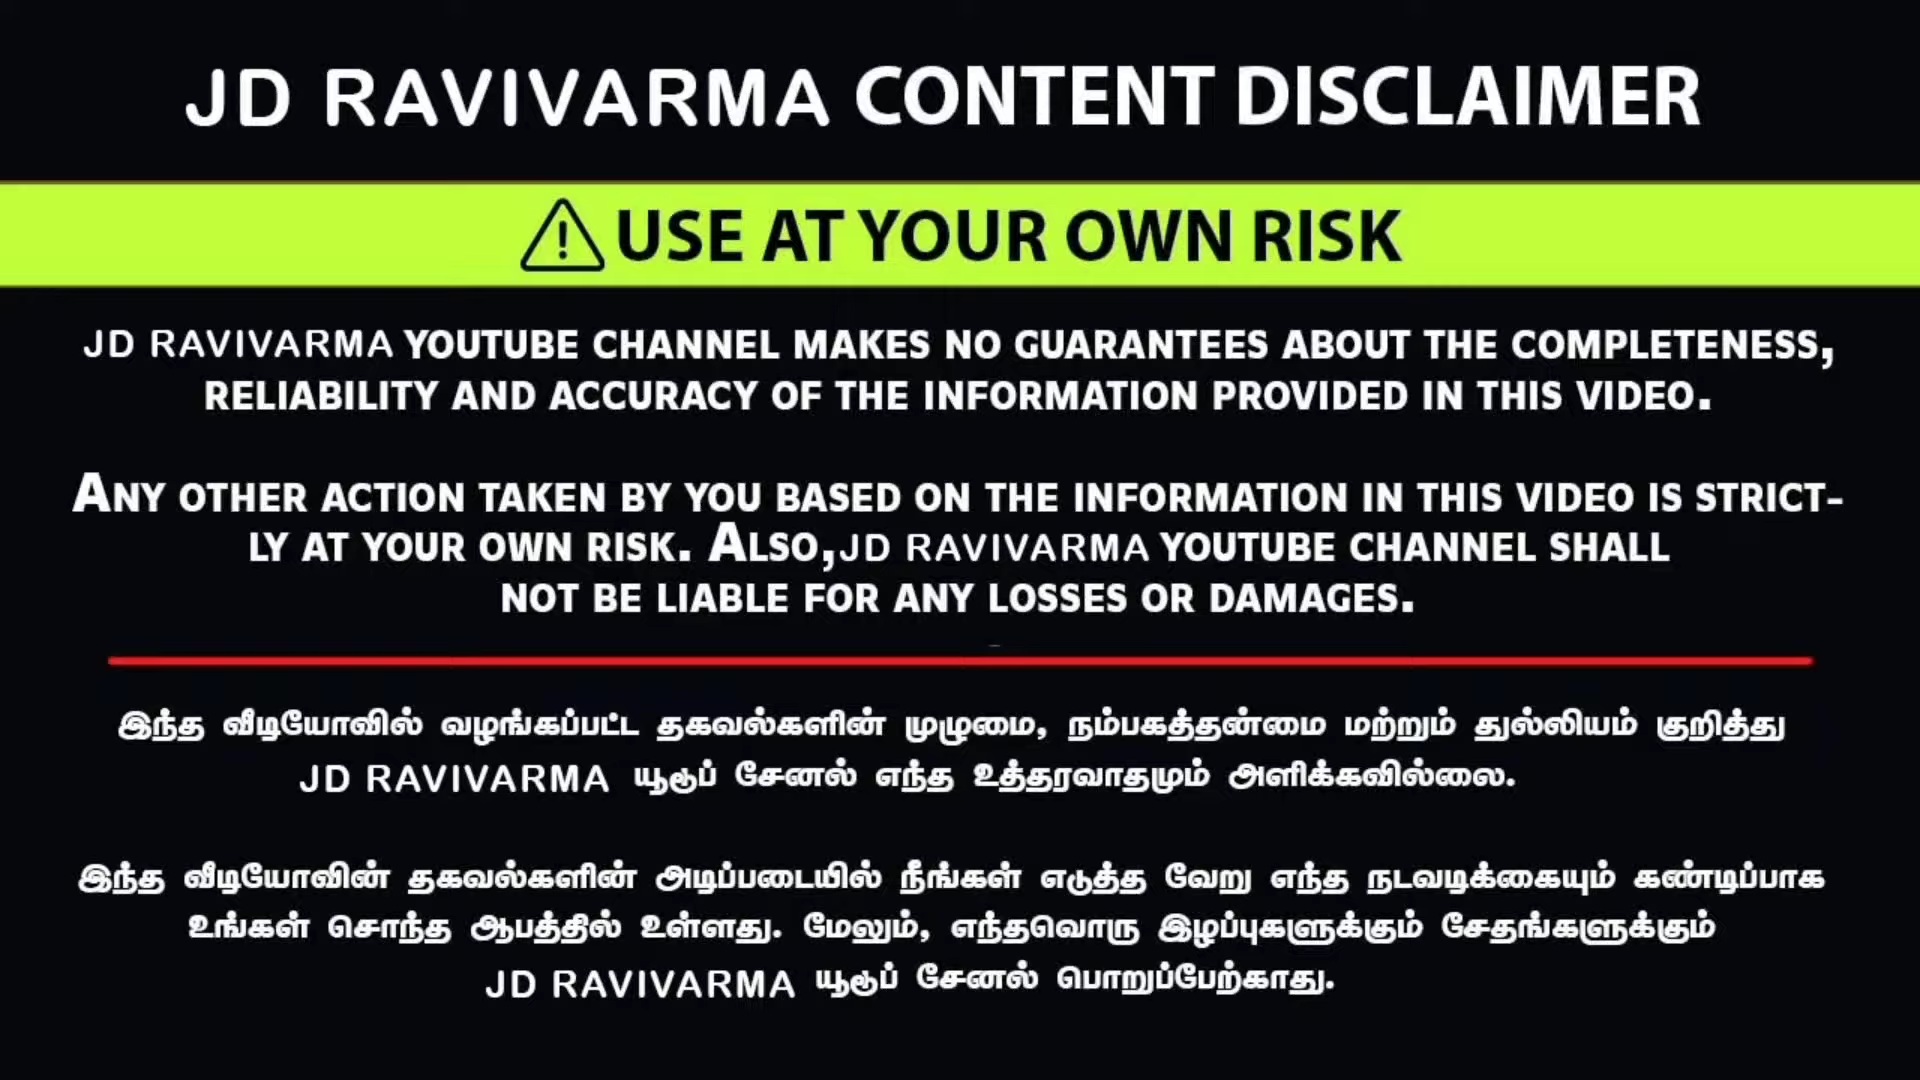 JD RAVIVARMA CONTENT DISCLAIMER
USE AT YOUR OWN RISK
JD RAVIVARMA YOUTUBE CHANNEL MAKES NO GUARANTEES ABOUT THE COMPLETENESS,
RELIABILITY AND ACCURACY OF THE INFORMATION PROVIDED IN THIS VIDEO.
ANY OTHER ACTION TAKEN BY YOU BASED ON THE INFORMATION IN THIS VIDEO IS STRICT-
LY AT YOUR OWN RISK. ALSO,JD RAVIVARMA YOUTUBE CHANNEL SHALL
NOT BE LIABLE FOR ANY LOSSES OR DAMAGES.
இந்த வீடியோவில் வழங்கப்பட்ட தகவல்களின் முழுமை, நம்பகத்தன்மை மற்றும் துல்லியம் குறித்து
JD RAVIVARMA யூடூப் சேனல் எந்த உத்தரவாதமும் அளிக்கவில்லை.
இந்த வீடியோவின் தகவல்களின் அடிப்படையில் நீங்கள் எடுத்த வேறு எந்த நடவடிக்கையும் கண்டிப்பாக
உங்கள் சொந்த ஆபத்தில் உள்ளது. மேலும், எந்தவொரு இழப்புகளுக்கும் சேதங்களுக்கும்
JD RAVIVARMA யூடூப் சேனல் பொறுப்பேற்காது.